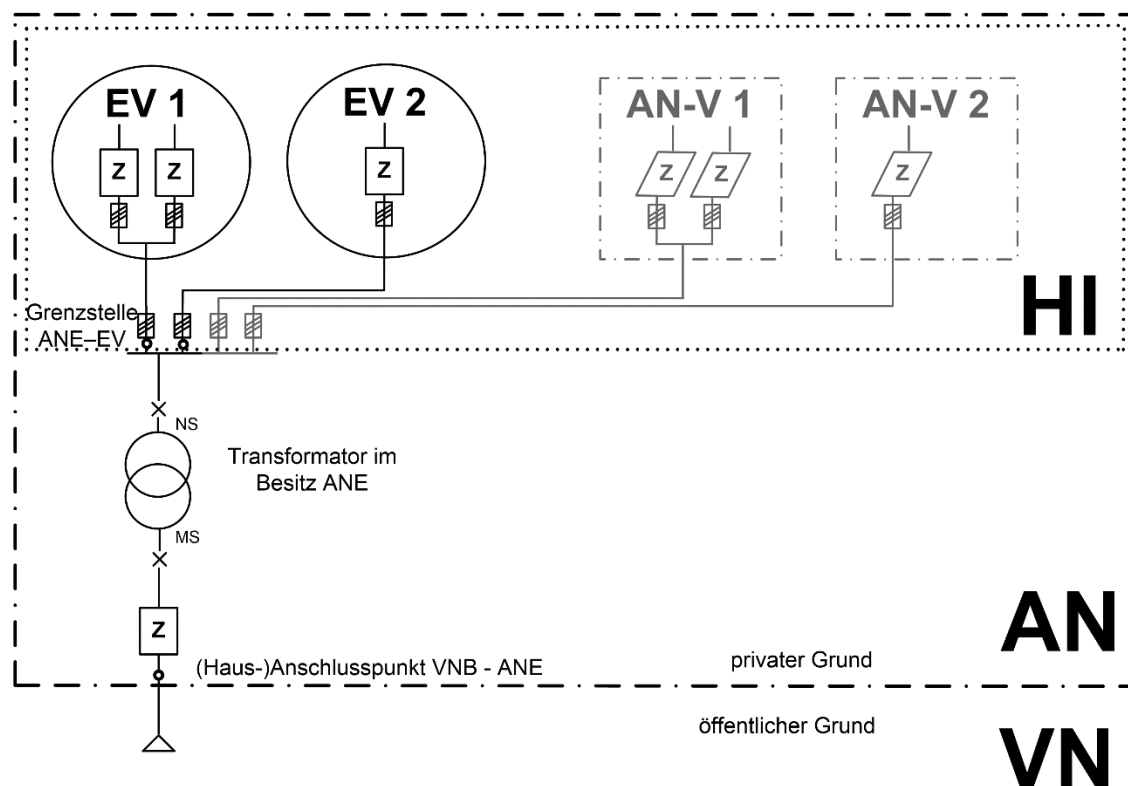 EV 1
EV 2
AN-V 1
AN-V 2
Z
Z
Z
Z
Z
Z
HI
Grenzstelle
ANE–EV
NS
Transformator im
Besitz ANE
MS
Z
AN
(Haus-)Anschlusspunkt VNB - ANE
privater Grund
öffentlicher Grund
VN